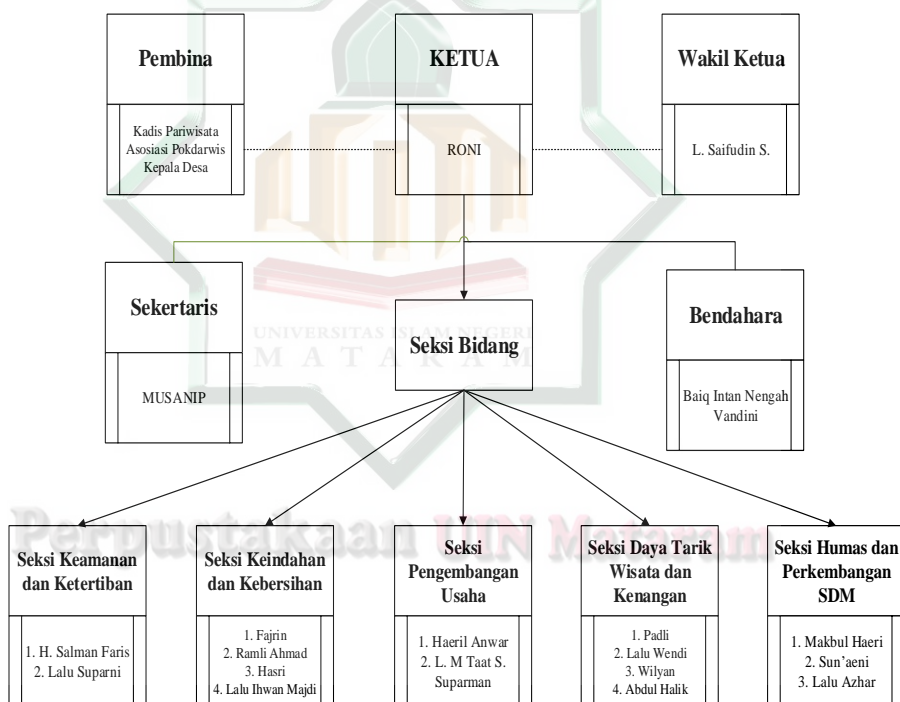 Pembina
KETUA
Wakil Ketua
Kadis Pariwisata
Asosiasi Pokdarwis
Kepala Desa
RONI
L. Saifudin S.
Sekertaris
Seksi Bidang
Bendahara
MUSANIP
Baiq Intan Nengah
Vandini
UNIVERSITAS ISLAM NEGERI
MATARAM
Perpustakaan UIN Mataram
Seksi Keamanan
dan Ketertiban
1. H. Salman Faris
2. Lalu Suparni
Seksi Keindahan
dan Kebersihan
1. Fajrin
2. Ramli Ahmad
3. Hasri
4. Lalu Ihwan Majdi
Seksi
Pengembangan
Usaha
1. Haeril Anwar
2. L. M Taat S.
Suparman
Seksi Daya Tarik
Wisata dan
Kenangan
1. Padli
2. Lalu Wendi
3. Wilyan
4. Abdul Halik
Seksi Humas dan
Perkembangan
SDM
1. Makbul Haeri
2. Sun’aeni
3. Lalu Azhar